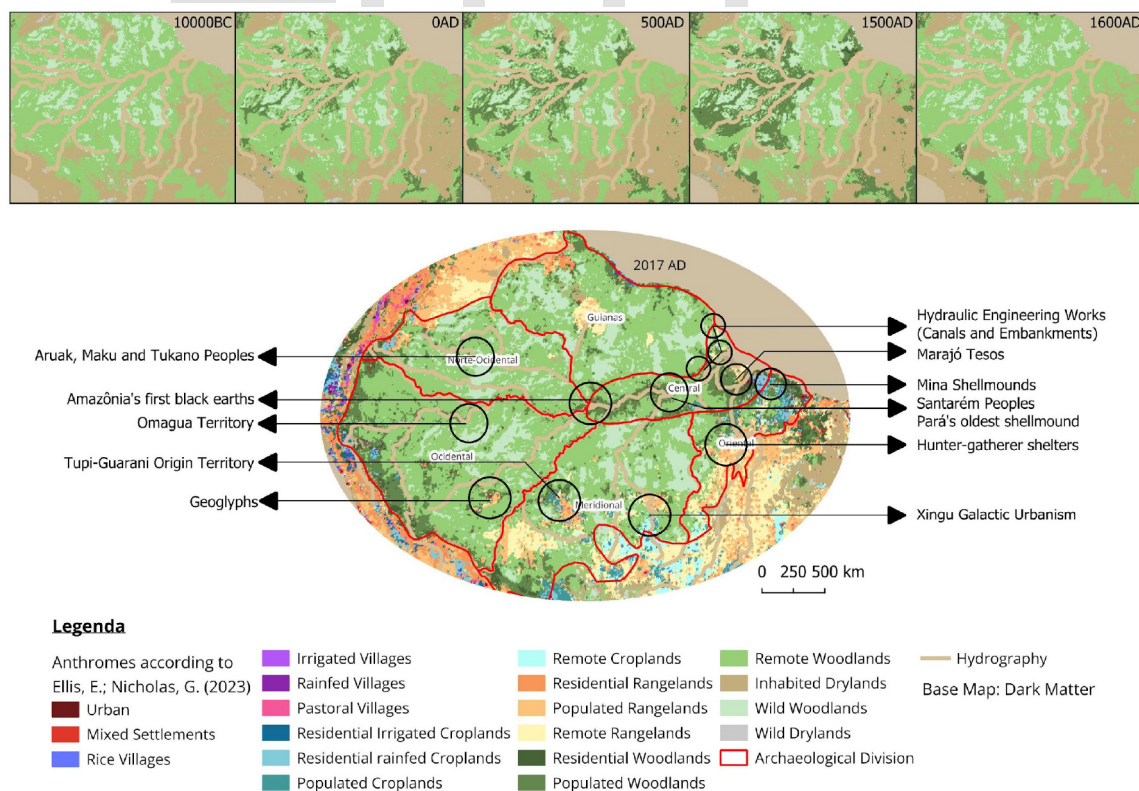 10000BC
0AD
500AD
1500AD
1600AD
2017 AD
Guianas
Norte-Ocidental
Central
Oriental
Ocidental
Meridional
Aruak, Maku and Tukano Peoples
Amazônia's first black earths
Omagua Territory
Tupi-Guarani Origin Territory
Geoglyphs
Hydraulic Engineering Works
(Canals and Embankments)
Marajó Tesos
Mina Shellmounds
Santarém Peoples
Pará's oldest shellmound
Hunter-gatherer shelters
Xingu Galactic Urbanism
0 250 500 km
Legenda
Anthromes according to
Ellis, E.; Nicholas, G. (2023)
Urban
Mixed Settlements
Rice Villages
Irrigated Villages
Rainfed Villages
Pastoral Villages
Residential Irrigated Croplands
Residential rainfed Croplands
Populated Croplands
Remote Croplands
Residential Rangelands
Populated Rangelands
Remote Rangelands
Residential Woodlands
Populated Woodlands
Remote Woodlands
Inhabited Drylands
Wild Woodlands
Wild Drylands
Archaeological Division
Hydrography
Base Map: Dark Matter